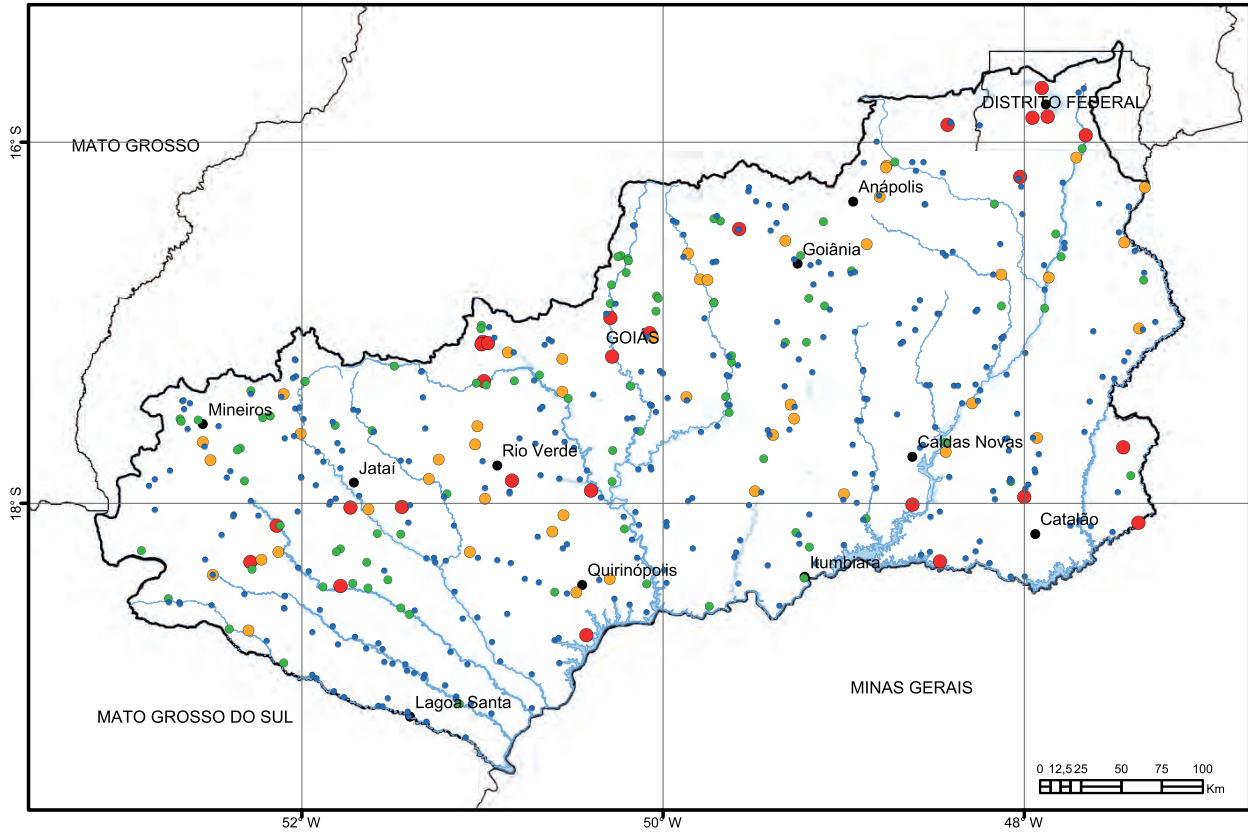 DISTRITO FEDERAL
MATO GROSSO
16° S
Anápolis
Goiânia
GOIÁS
Mineiros
Caldas Novas
Rio Verde
Jataí
18° S
Catalão
Itumbiara
Quirinópolis
MINAS GERAIS
Lagoa Santa
MATO GROSSO DO SUL
0 12,5 25 50 75 100
Km
52° W 50° W 48° W